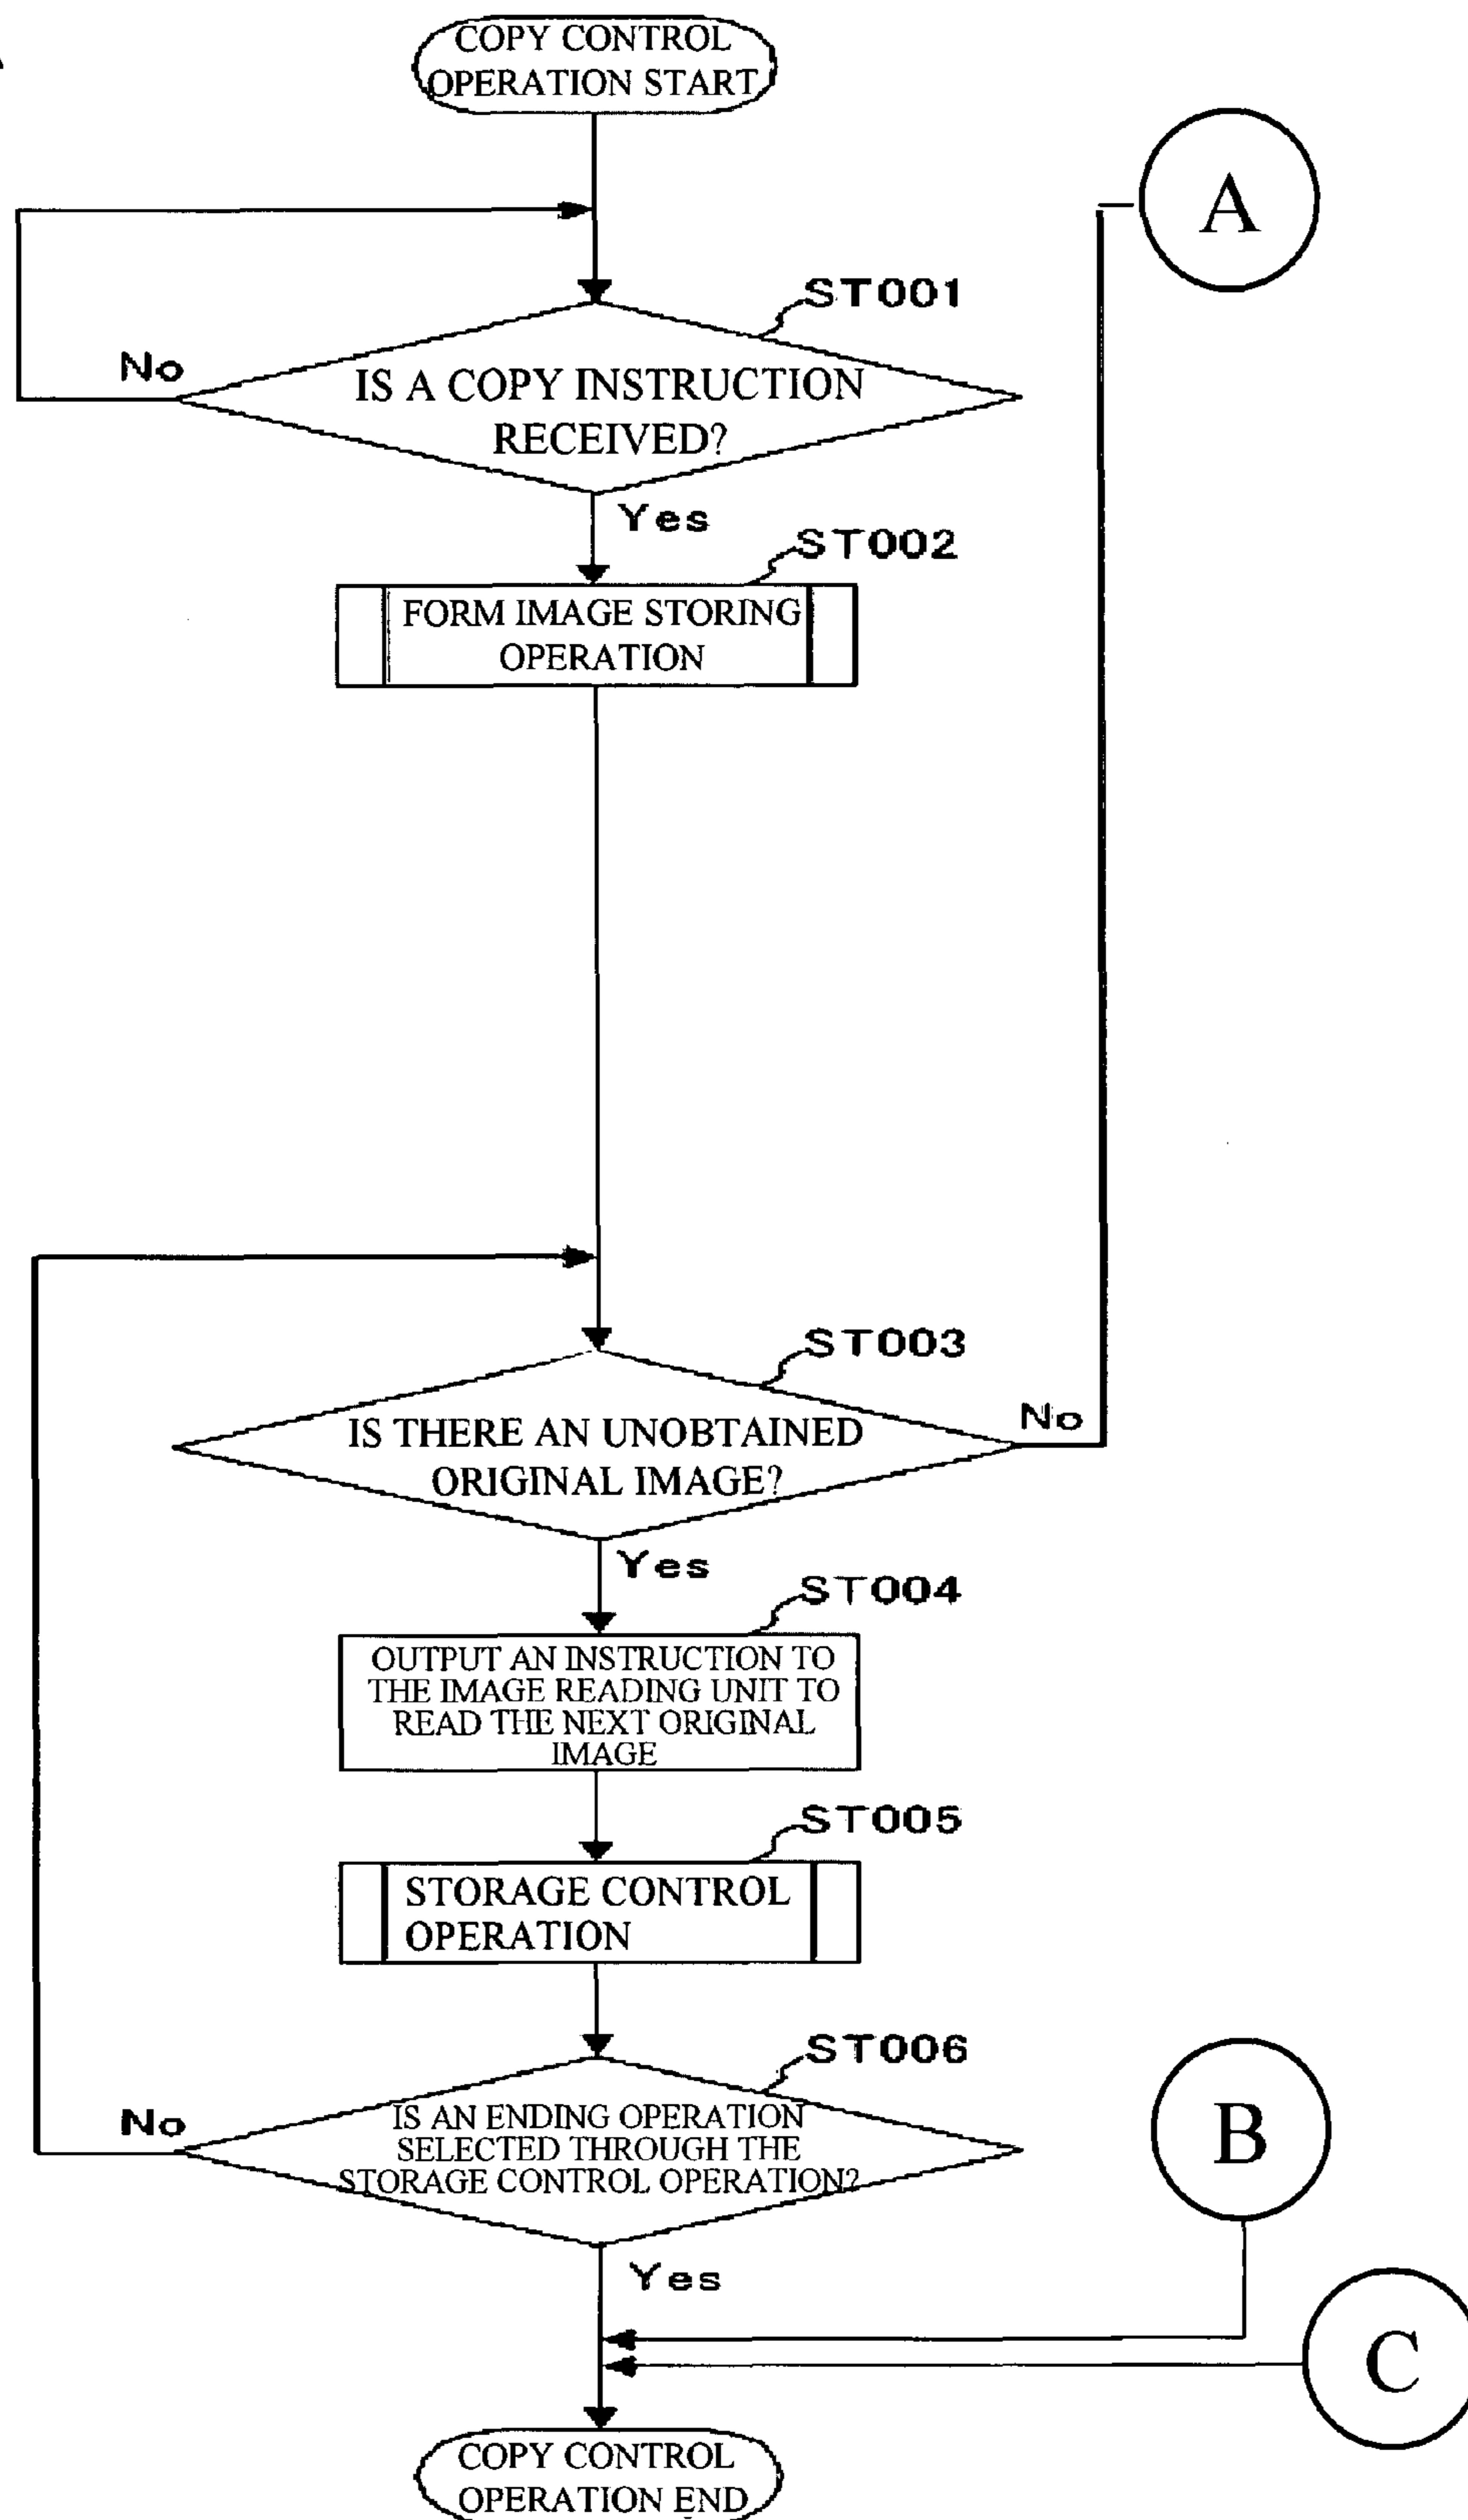 COPY CONTROL
OPERATION START
A
ST001
No
IS A COPY INSTRUCTION
RECEIVED?
Yes
ST002
FORM IMAGE STORING
OPERATION
ST003
No
IS THERE AN UNOBTAINED
ORIGINAL IMAGE?
Yes
ST004
OUTPUT AN INSTRUCTION TO
THE IMAGE READING UNIT TO
READ THE NEXT ORIGINAL
IMAGE
ST005
STORAGE CONTROL
OPERATION
ST006
No
IS AN ENDING OPERATION
SELECTED THROUGH THE
STORAGE CONTROL OPERATION?
B
Yes
C
COPY CONTROL
OPERATION END